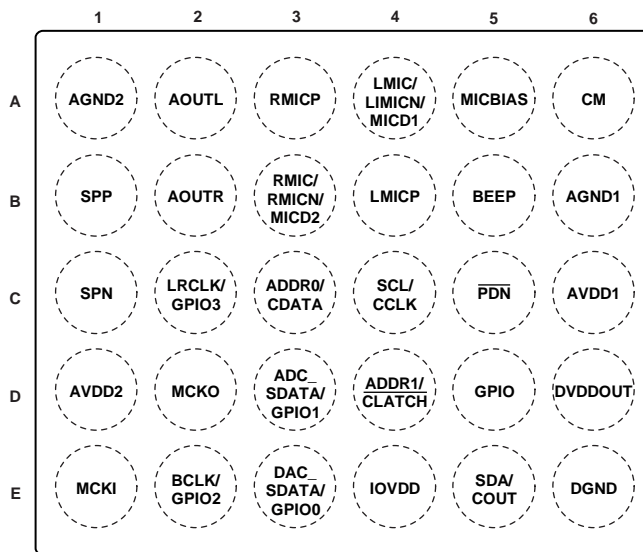 1 2 3 4 5 6
A
AGND2
AOUTL
RMICP
LMIC/
LIMICN/
MICD1
MICBIAS
CM
B
SPP
AOUTR
RMIC/
RMICN/
MICD2
LMICP
BEEP
AGND1
C
SPN
LRCLK/
GPIO3
ADDR0/
CDATA
SCL/
CCLK
PDN
AVDD1
D
AVDD2
MCKO
ADC_
SDATA/
GPIO1
ADDR1/
CLATCH
GPIO
DVDDOUT
E
MCKI
BCLK/
GPIO2
DAC_
SDATA/
GPIO0
IOVDD
SDA/
COUT
DGND